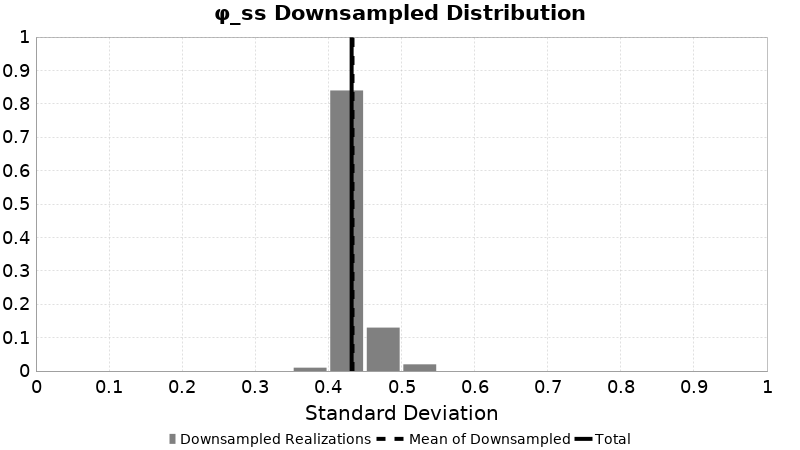 φ_ss Downsampled Distribution
1
0.9
0.8
0.7
0.6
0.5
0.4
0.3
0.2
0.1
0
0 0.1 0.2 0.3 0.4 0.5 0.6 0.7 0.8 0.9 1
Standard Deviation
Downsampled Realizations Mean of Downsampled Total